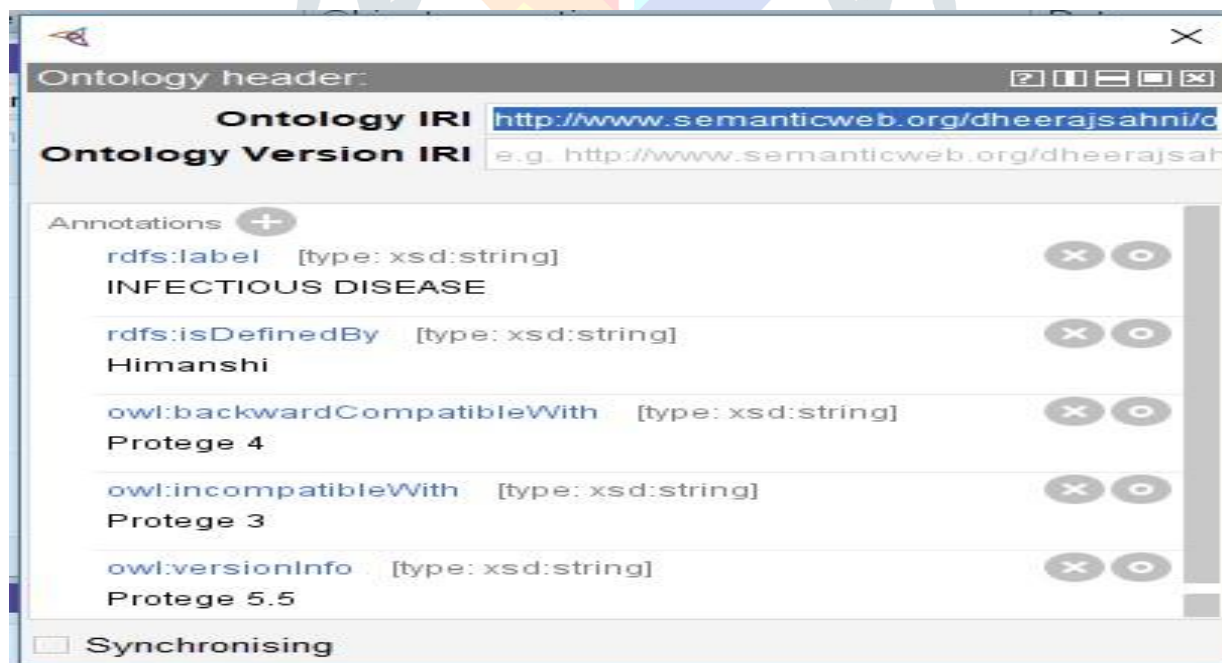 Ontology header:
Ontology IRI http://www.semanticweb.org/dheerajsahni/o
Ontology Version IRI e.g. http://www.semanticweb.org/dheerajsah
Annotations
rdfs:label [type: xsd:string]
INFECTIOUS DISEASE
rdfs:isDefinedBy [type: xsd:string]
Himanshi
owl:backwardCompatibleWith [type: xsd:string]
Protege 4
owl:incompatibleWith [type: xsd:string]
Protege 3
owl:versionInfo [type: xsd:string]
Protege 5.5
Synchronising